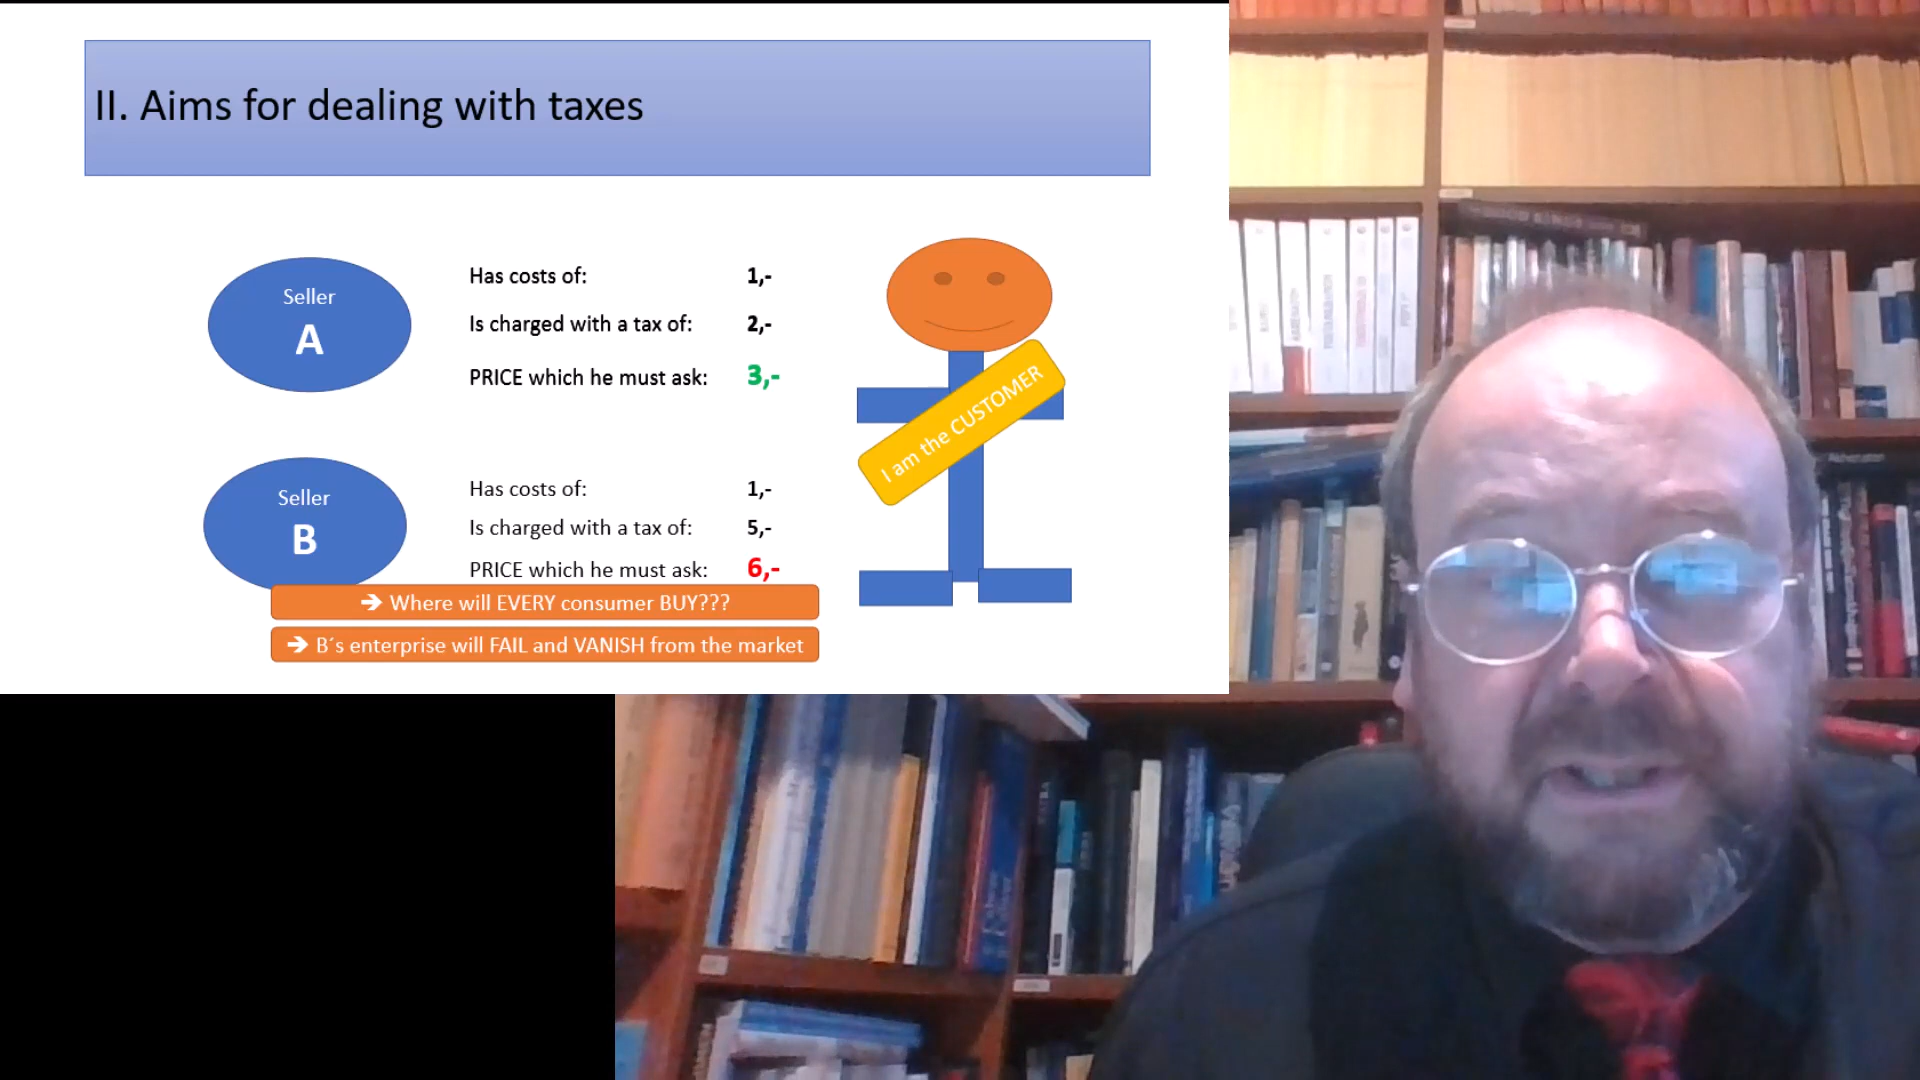 II. Aims for dealing with taxes
Seller
A
Has costs of: 1,-
Is charged with a tax of: 2,-
PRICE which he must ask: 3,-
I am the CUSTOMER
Seller
B
Has costs of: 1,-
Is charged with a tax of: 5,-
PRICE which he must ask: 6,-
➔ Where will EVERY consumer BUY???
➔ B´s enterprise will FAIL and VANISH from the market